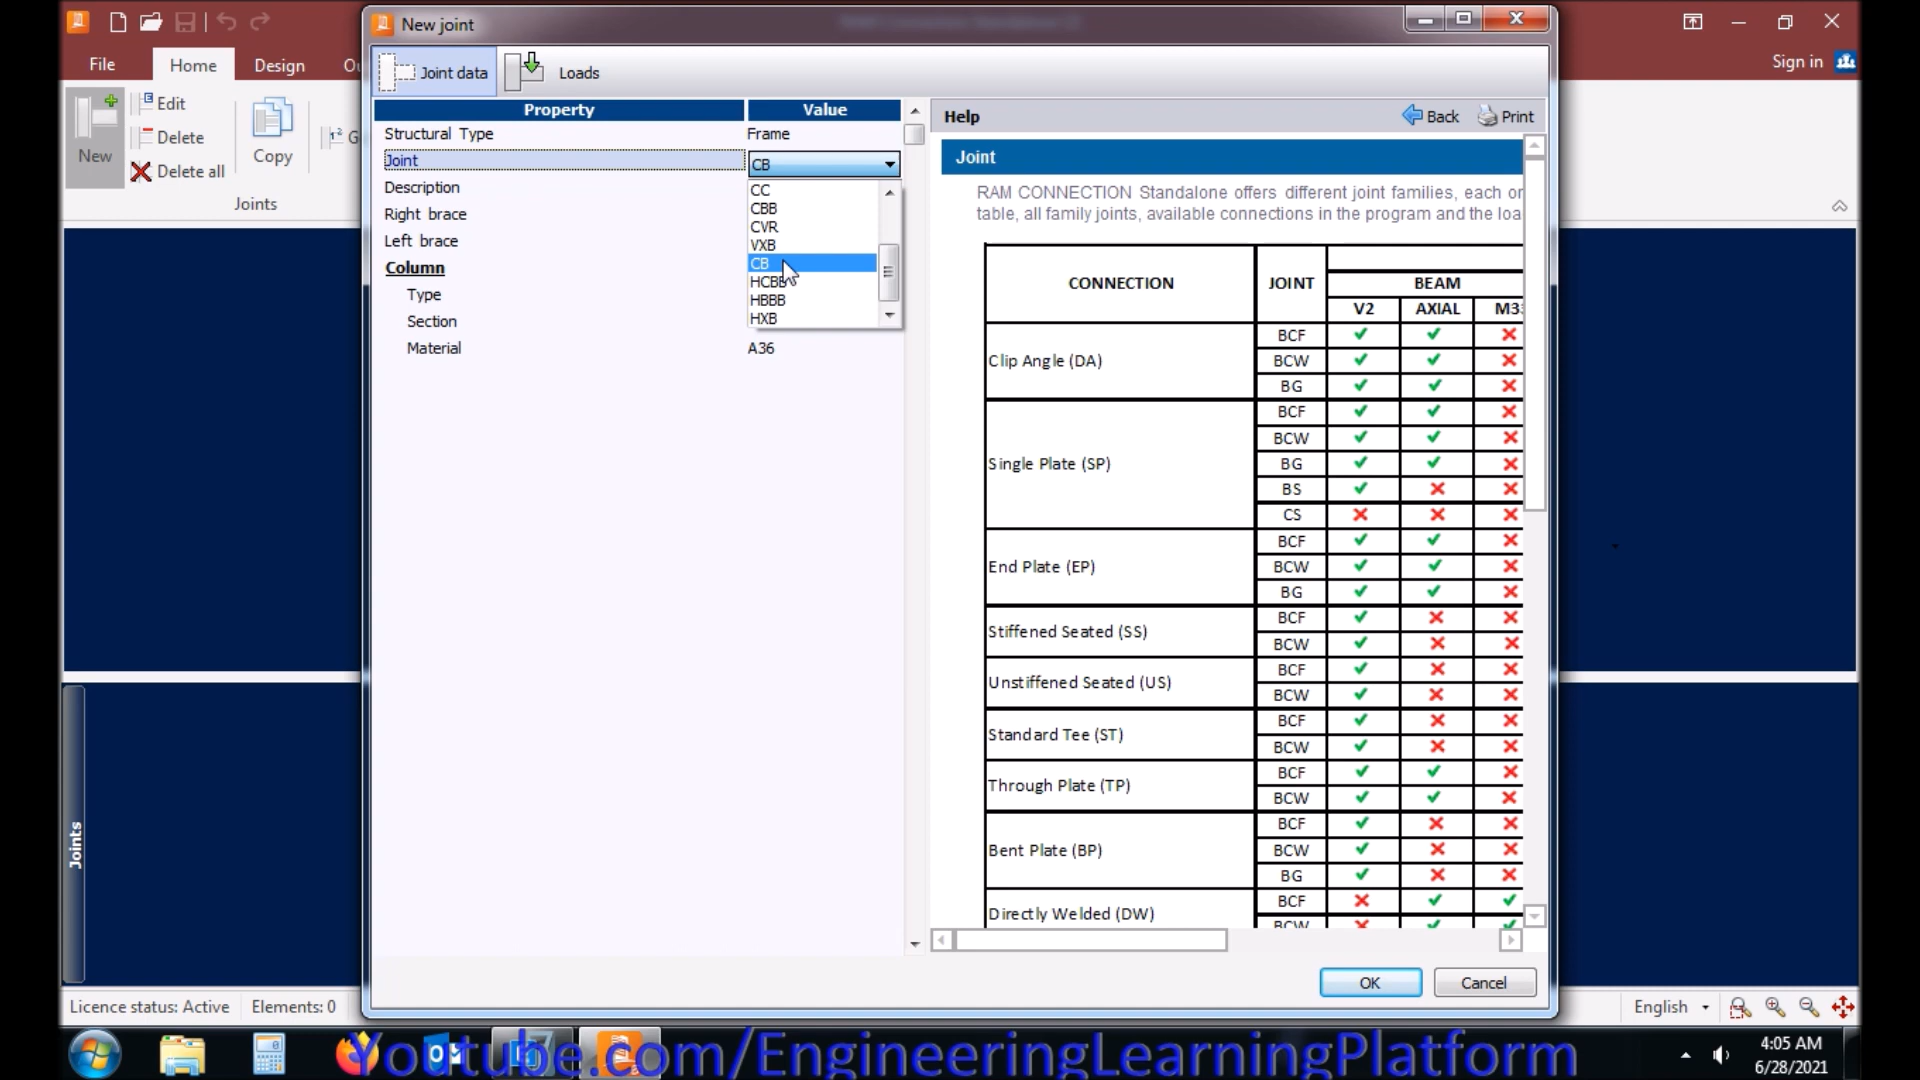 New joint
File
Home
Design
Sign in
New
Edit
Delete
Delete all
Copy
Joints
Joint data
Loads
Property
Value
Structural Type
Frame
Joint
CB
Description
Right brace
Left brace
Column
Type
Section
Material
A36
CC
CBB
CVR
VXB
CB
HCBB
HBBB
HXB
Help
Back
Print
Joint
RAM CONNECTION Standalone offers different joint families, each or
table, all family joints, available connections in the program and the loa
CONNECTION
JOINT
BEAM
V2
AXIAL
M33
Clip Angle (DA)
BCF
BCW
BG
Single Plate (SP)
BCF
BCW
BG
BS
CS
End Plate (EP)
BCF
BCW
BG
Stiffened Seated (SS)
BCF
BCW
Unstiffened Seated (US)
BCF
BCW
Standard Tee (ST)
BCF
BCW
Through Plate (TP)
BCF
BCW
Bent Plate (BP)
BCF
BCW
BG
Directly Welded (DW)
BCF
BCW
OK
Cancel
Joints
Licence status: Active
Elements: 0
English
Youtube.com/EngineeringLearningPlatform
4:05 AM
6/28/2021